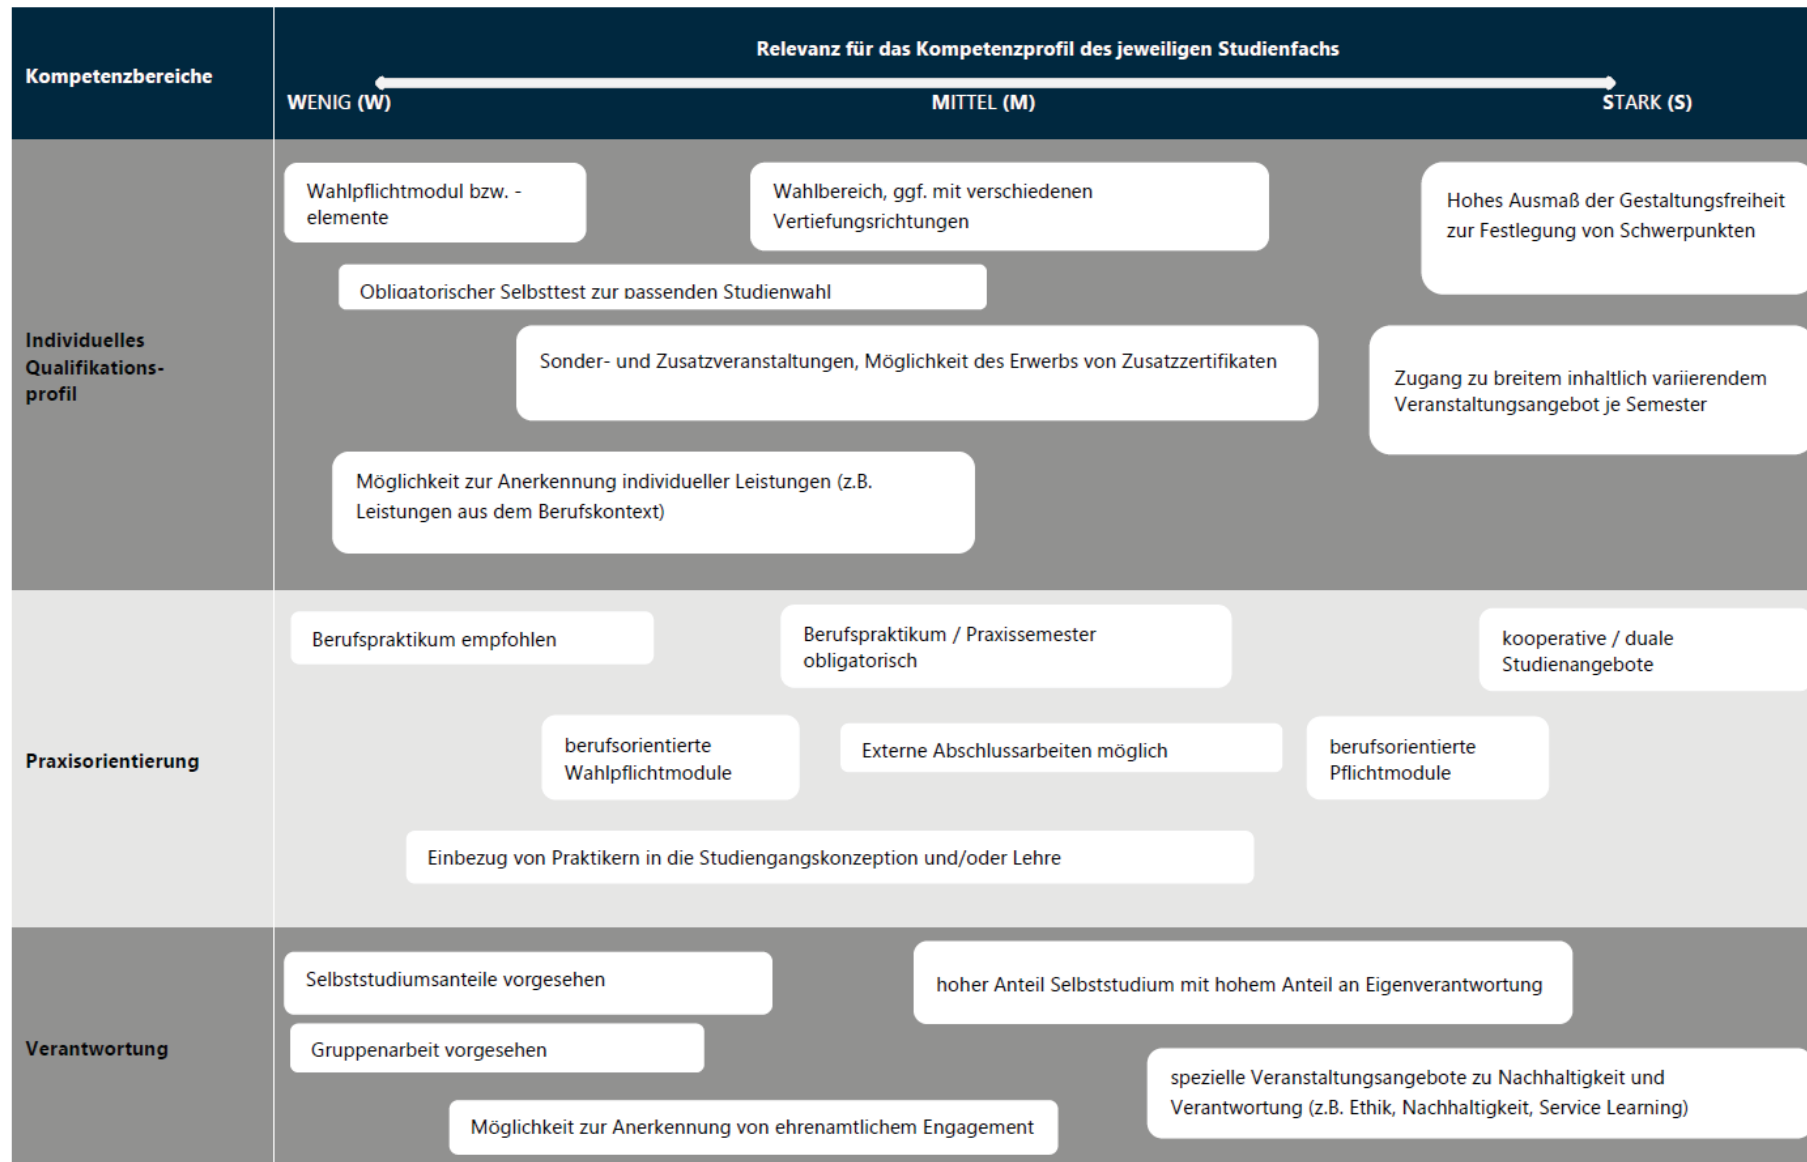 Relevanz für das Kompetenzprofil des jeweiligen Studienfachs
Kompetenzbereiche
WENIG (W)
MITTEL (M)
STARK (S)
Individuelles
Qualifikations-
profil
Wahlpflichtmodul bzw. -
elemente
Wahlbereich, ggf. mit verschiedenen
Vertiefungsrichtungen
Hohes Ausmaß der Gestaltungsfreiheit
zur Festlegung von Schwerpunkten
Obligatorischer Selbsttest zur passenden Studienwahl
Sonder- und Zusatzveranstaltungen, Möglichkeit des Erwerbs von Zusatzzertifikaten
Zugang zu breitem inhaltlich variierendem
Veranstaltungsangebot je Semester
Möglichkeit zur Anerkennung individueller Leistungen (z.B.
Leistungen aus dem Berufskontext)
Praxisorientierung
Berufspraktikum empfohlen
Berufspraktikum / Praxissemester
obligatorisch
kooperative / duale
Studienangebote
berufsorientierte
Wahlpflichtmodule
Externe Abschlussarbeiten möglich
berufsorientierte
Pflichtmodule
Einbezug von Praktikern in die Studiengangskonzeption und/oder Lehre
Verantwortung
Selbststudiumsanteile vorgesehen
hoher Anteil Selbststudium mit hohem Anteil an Eigenverantwortung
Gruppenarbeit vorgesehen
spezielle Veranstaltungsangebote zu Nachhaltigkeit und
Verantwortung (z.B. Ethik, Nachhaltigkeit, Service Learning)
Möglichkeit zur Anerkennung von ehrenamtlichem Engagement